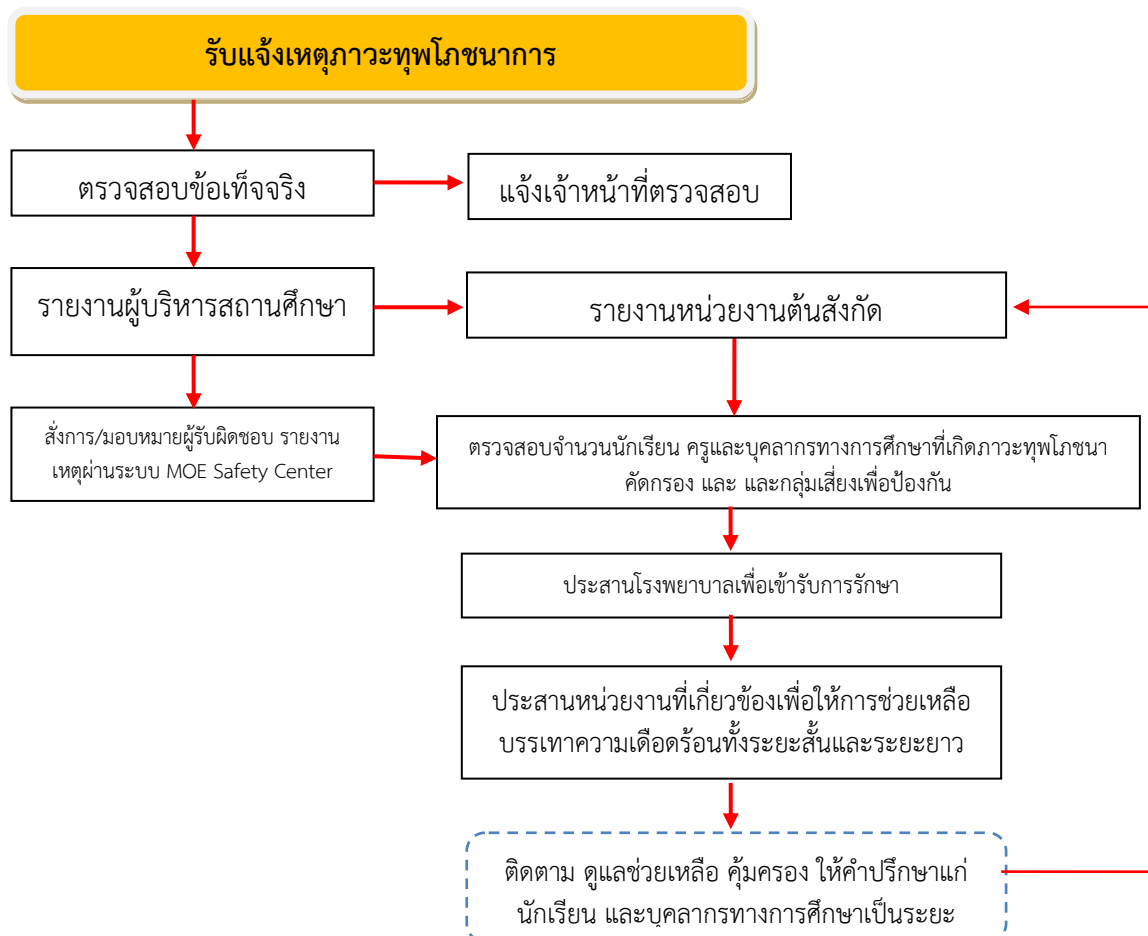 รับแจ้งเหตุภาวะทุพโภชนาการ
ตรวจสอบข้อเท็จจริง
แจ้งเจ้าหน้าที่ตรวจสอบ
รายงานผู้บริหารสถานศึกษา
รายงานหน่วยงานต้นสังกัด
สั่งการ/มอบหมายผู้รับผิดชอบ รายงาน
เหตุผ่านระบบ MOE Safety Center
ตรวจสอบจำนวนนักเรียน ครูและบุคลากรทางการศึกษาที่เกิดภาวะทุพโภชนา
คัดกรอง และ และกลุ่มเสี่ยงเพื่อป้องกัน
ประสานโรงพยาบาลเพื่อเข้ารับการรักษา
ประสานหน่วยงานที่เกี่ยวข้องเพื่อให้การช่วยเหลือ
บรรเทาความเดือดร้อนทั้งระยะสั้นและระยะยาว
ติดตาม ดูแลช่วยเหลือ คุ้มครอง ให้คำปรึกษาแก่
นักเรียน และบุคลากรทางการศึกษาเป็นระยะ